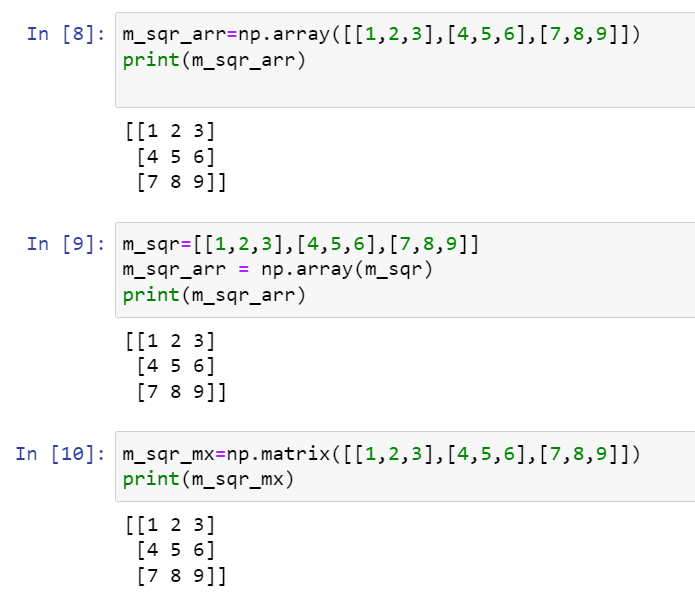 In [8]: m_sqr_arr=np.array([[1,2,3],[4,5,6],[7,8,9]])
print(m_sqr_arr)
[[1 2 3]
 [4 5 6]
 [7 8 9]]
In [9]: m_sqr=[[1,2,3],[4,5,6],[7,8,9]]
m_sqr_arr = np.array(m_sqr)
print(m_sqr_arr)
[[1 2 3]
 [4 5 6]
 [7 8 9]]
In [10]: m_sqr_mx=np.matrix([[1,2,3],[4,5,6],[7,8,9]])
print(m_sqr_mx)
[[1 2 3]
 [4 5 6]
 [7 8 9]]